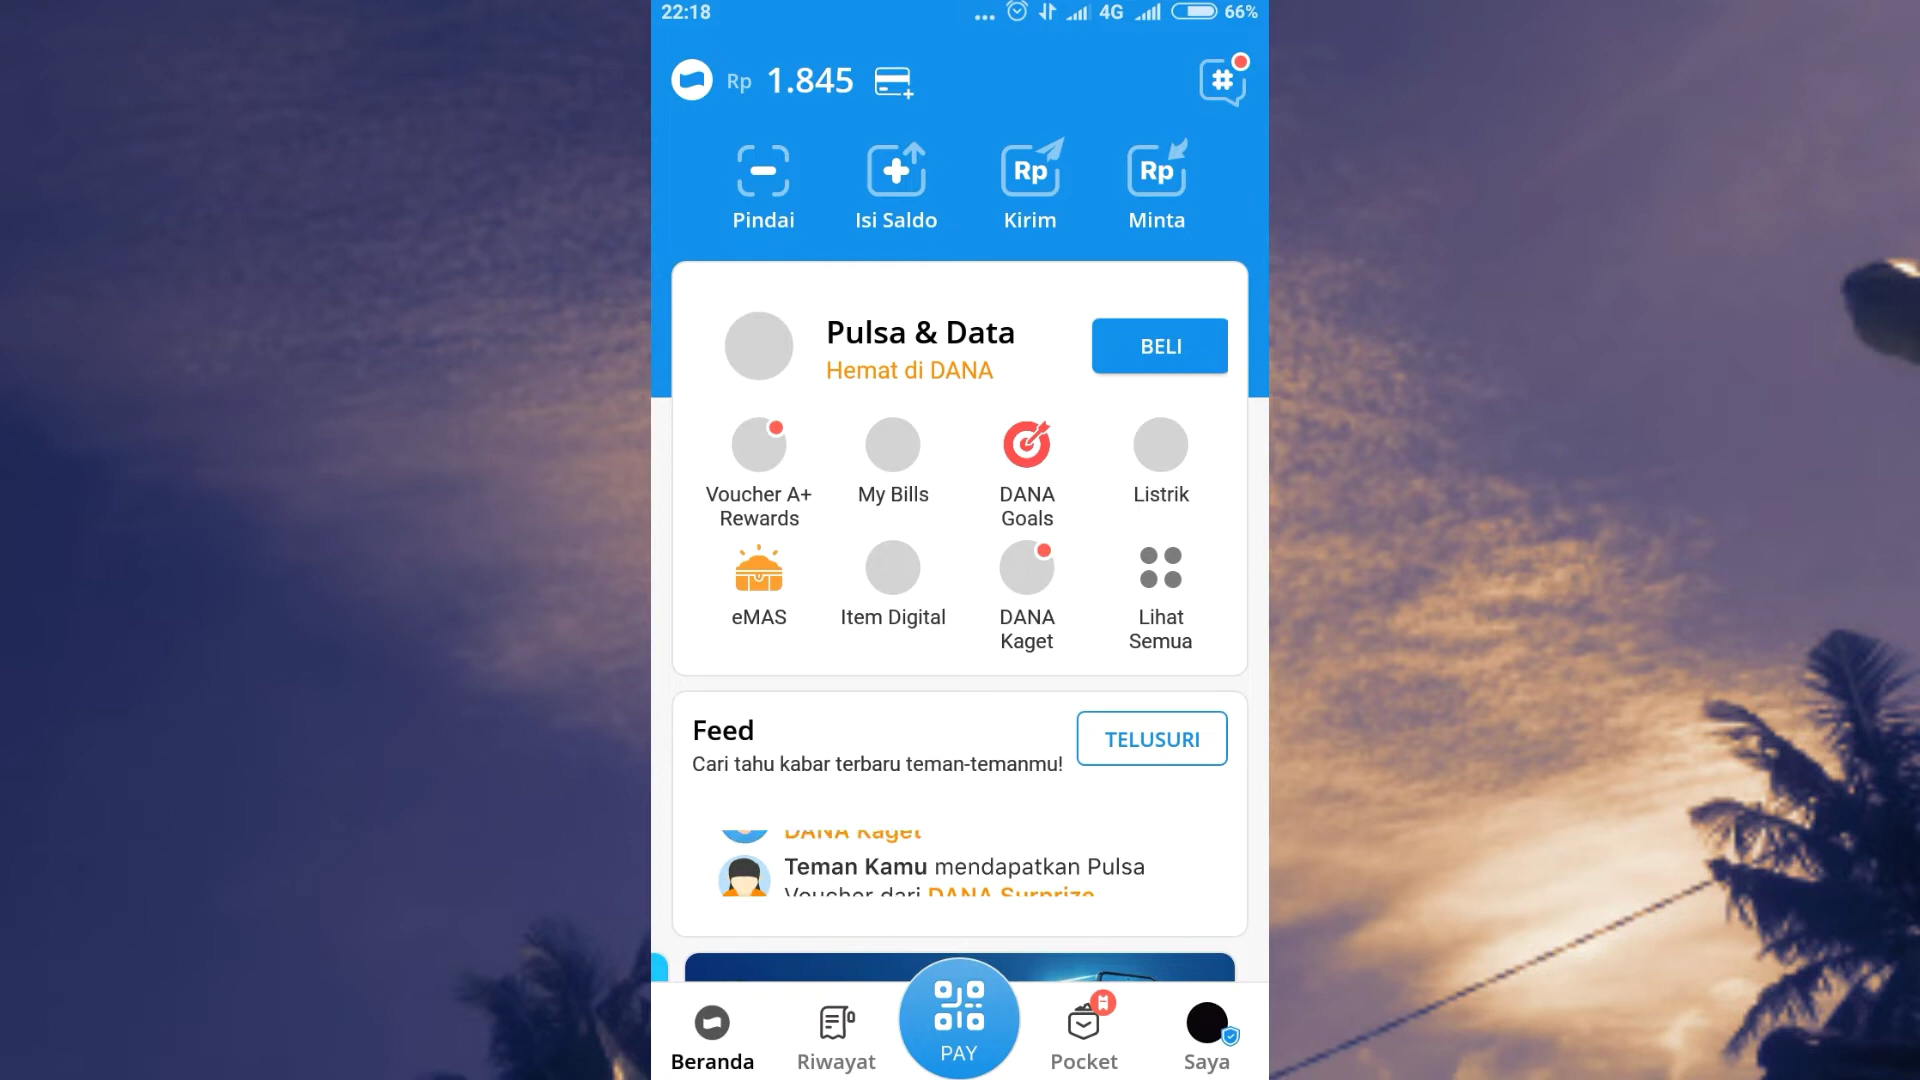 22:18
4G
66%
Rp 1.845
#
Pindai
Isi Saldo
Rp
Kirim
Rp
Minta
Pulsa & Data
Hemat di DANA
BELI
Voucher A+
Rewards
My Bills
DANA
Goals
Listrik
eMAS
Item Digital
DANA
Kaget
Lihat
Semua
Feed
Cari tahu kabar terbaru teman-temanmu!
TELUSURI
DANA Kaget
Teman Kamu mendapatkan Pulsa
Voucher dari DANA Surprize
Beranda
Riwayat
PAY
Pocket
Saya